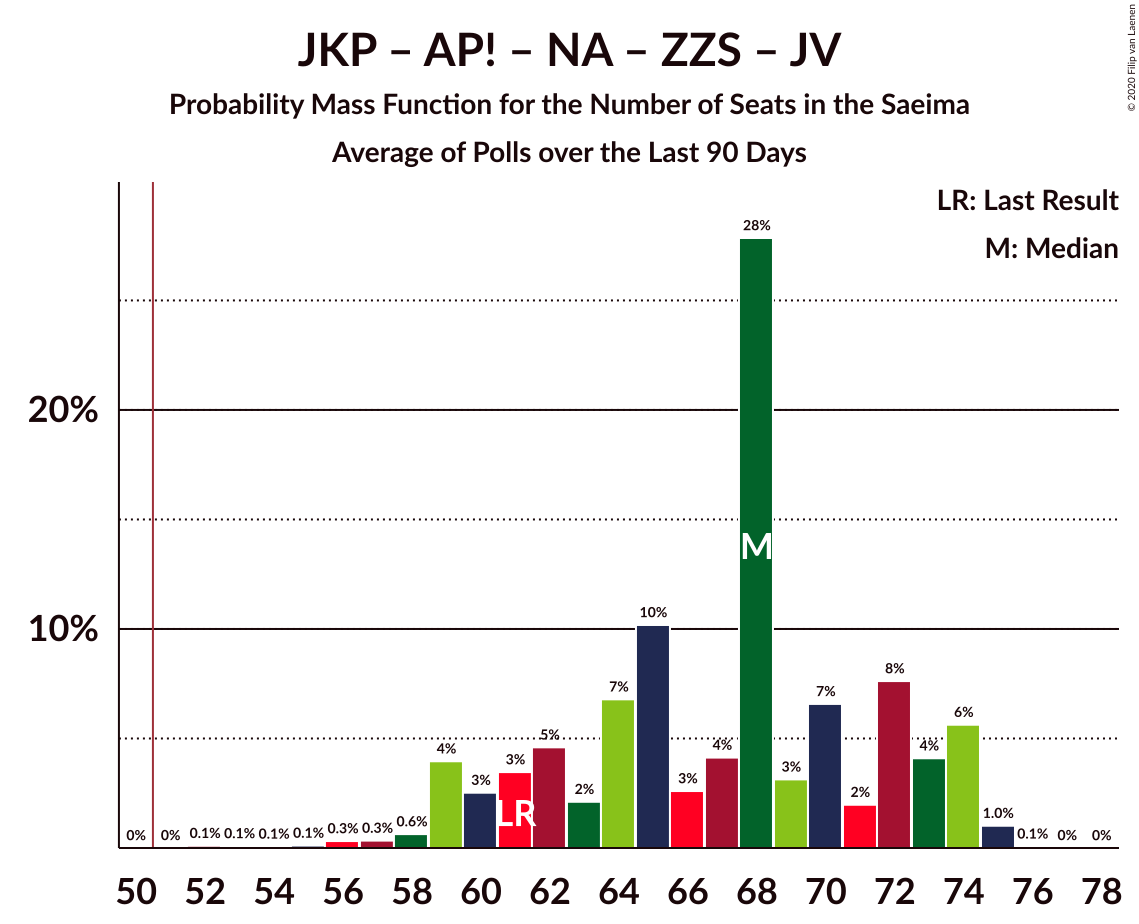 JKP – AP! – NA – ZZS – JV
Probability Mass Function for the Number of Seats in the Saeima
Average of Polls over the Last 90 Days
© 2020 Filip van Laenen
LR: Last Result
M: Median
20%
10%
0% 0% 0.1% 0.1% 0.1% 0.1% 0.3% 0.3% 0.6% 4% 3% 3% 5% 2% 7% 10% 3% 4% 28% 3% 7% 2% 8% 4% 6% 1.0% 0.1% 0% 0%
LR
M
50 52 54 56 58 60 62 64 66 68 70 72 74 76 78